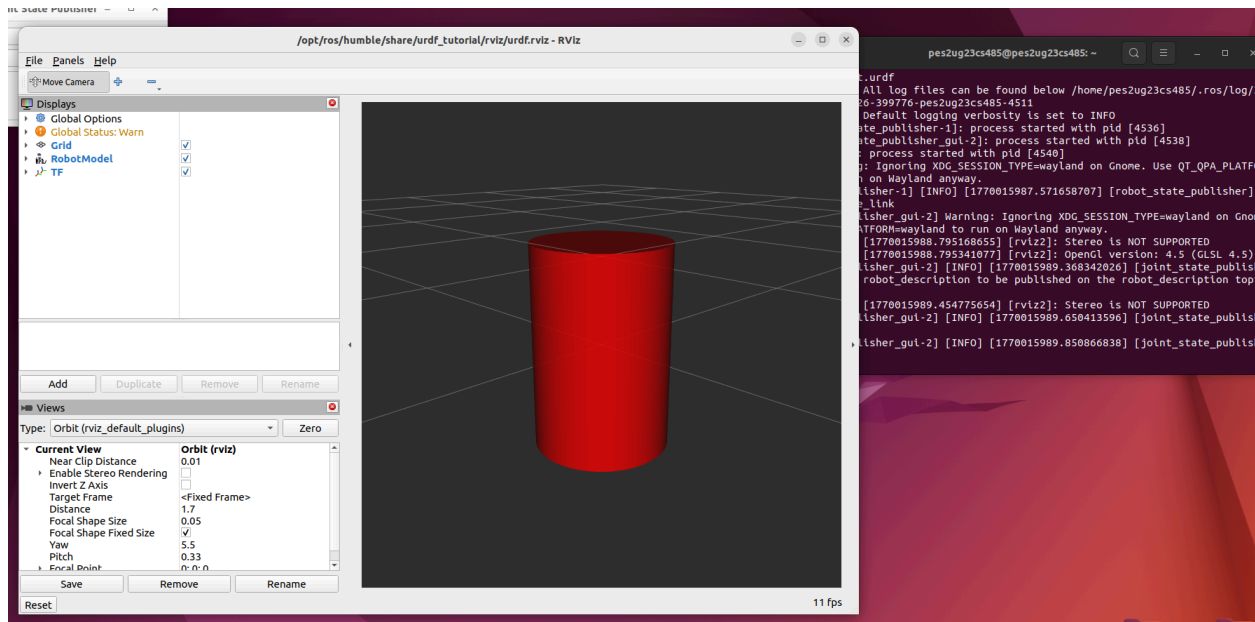 nt State Publisher
/opt/ros/humble/share/urdf_tutorial/rviz/urdf.rviz - RViz
File Panels Help
Move Camera
Displays
Global Options
Global Status: Warn
Grid
RobotModel
TF
Add Duplicate Remove Rename
Views
Type: Orbit (rviz_default_plugins) Zero
Current View Orbit (rviz)
Near Clip Distance 0.01
Enable Stereo Rendering
Invert Z Axis
Target Frame <Fixed Frame>
Distance 1.7
Focal Shape Size 0.05
Focal Shape Fixed Size
Yaw 5.5
Pitch 0.33
Focal Point 0; 0; 0
Save Remove Rename
Reset
11 fps
pes2ug23cs485@pes2ug23cs485: ~
t.urdf
All log files can be found below /home/pes2ug23cs485/.ros/log/
26-399776-pes2ug23cs485-4511
Default logging verbosity is set to INFO
ate_publisher-1]: process started with pid [4536]
ate_publisher_gui-2]: process started with pid [4538]
: process started with pid [4540]
g: Ignoring XDG_SESSION_TYPE=wayland on Gnome. Use QT_QPA_PLATF
n on Wayland anyway.
lisher-1] [INFO] [1770015987.571658707] [robot_state_publisher]
e_link
lisher_gui-2] Warning: Ignoring XDG_SESSION_TYPE=wayland on Gno
ATFORM=wayland to run on Wayland anyway.
[1770015988.795168655] [rviz2]: Stereo is NOT SUPPORTED
[1770015988.795341077] [rviz2]: OpenGl version: 4.5 (GLSL 4.5)
lisher_gui-2] [INFO] [1770015989.368342026] [joint_state_publis
robot_description to be published on the robot_description top
[1770015989.454775654] [rviz2]: Stereo is NOT SUPPORTED
lisher_gui-2] [INFO] [1770015989.650413596] [joint_state_publis
lisher_gui-2] [INFO] [1770015989.850866838] [joint_state_publis